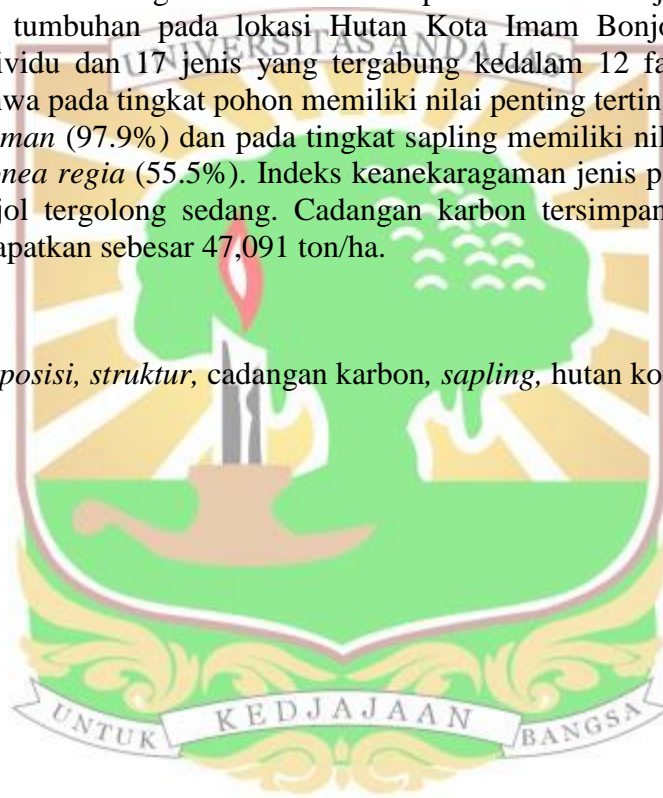 tumbuhan pada lokasi Hutan Kota Imam Bonjo
ividu dan 17 jenis yang tergabung kedalam 12 fa
wa pada tingkat pohon memiliki nilai penting terting
man (97.9%) dan pada tingkat sapling memiliki nil
onea regia (55.5%). Indeks keanekaragaman jenis p
jol tergolong sedang. Cadangan karbon tersimpan
apatkan sebesar 47,091 ton/ha.
posisi, struktur, cadangan karbon, sapling, hutan ko
UNIVERSITAS ANDALAS
UNTUK KEDJAJAAN BANGSA